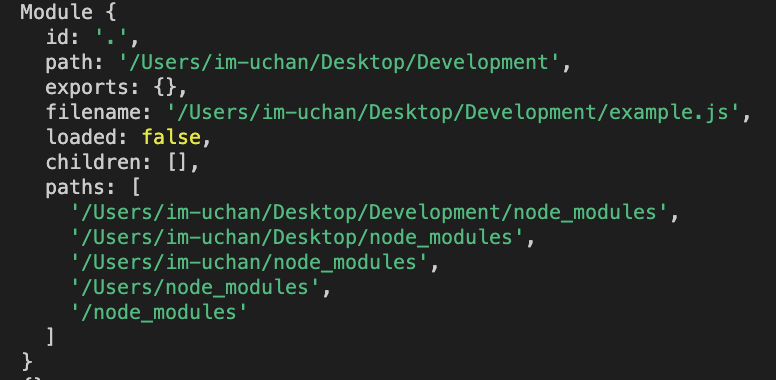 Module {
  id: '.',
  path: '/Users/im-uchan/Desktop/Development',
  exports: {},
  filename: '/Users/im-uchan/Desktop/Development/example.js',
  loaded: false,
  children: [],
  paths: [
    '/Users/im-uchan/Desktop/Development/node_modules',
    '/Users/im-uchan/Desktop/node_modules',
    '/Users/im-uchan/node_modules',
    '/Users/node_modules',
    '/node_modules'
  ]
}